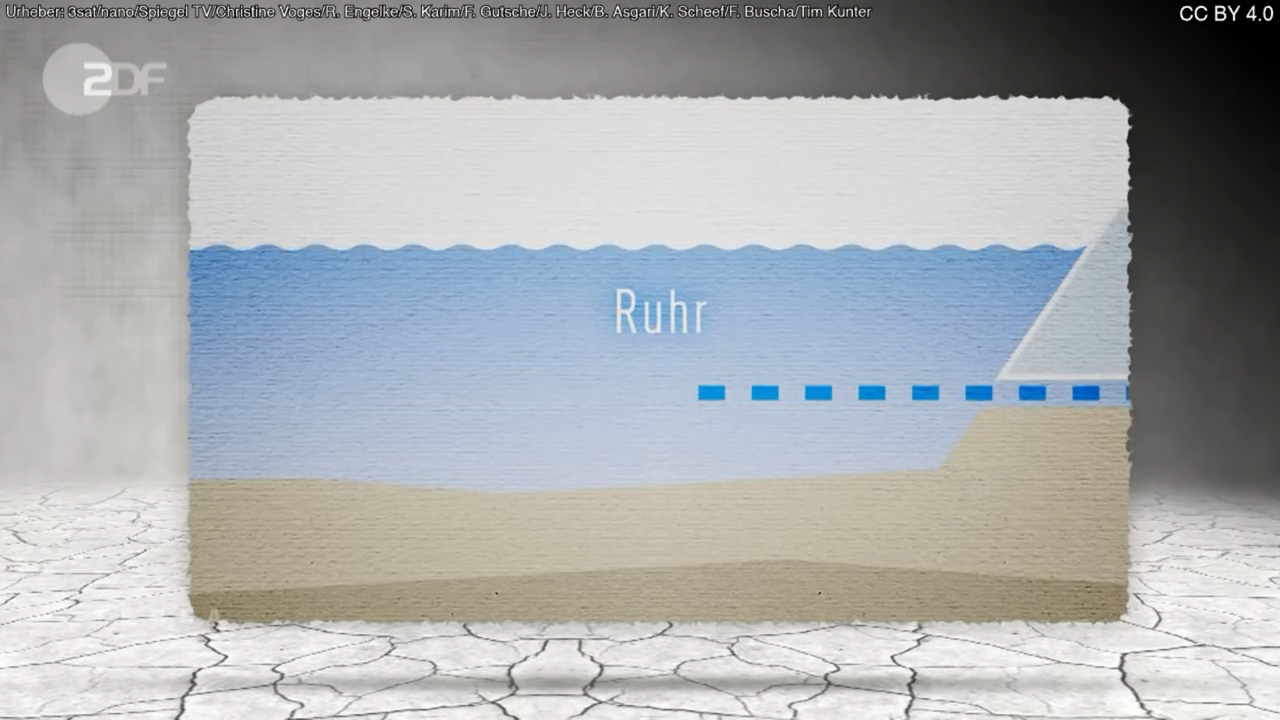 Urheber: 3sat/nano/Spiegel TV/Christine Voges/R. Engelke/S. Karim/F. Gutsche/J. Heck/B. Asgari/K. Scheef/F. Buscha/Tim Kunter
CC BY 4.0
2DF
Ruhr